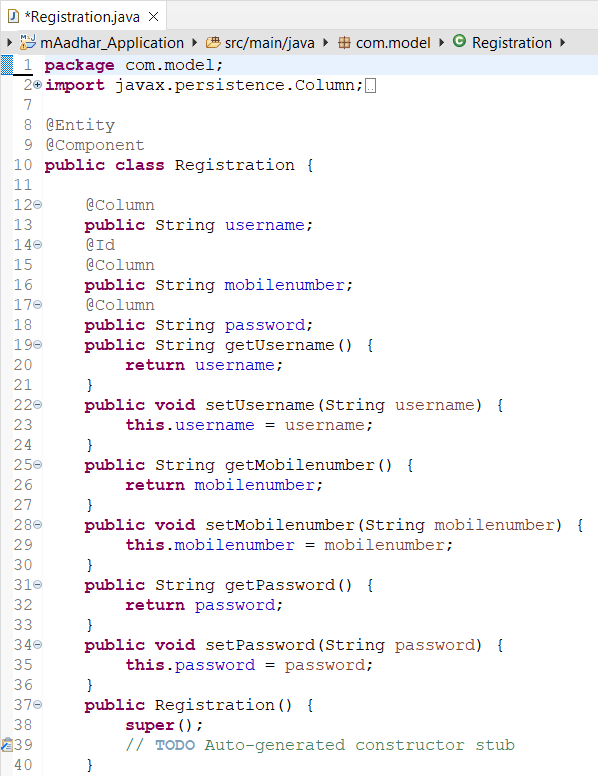 *Registration.java
mAadhar_Application src/main/java com.model Registration
1 package com.model;
2 import javax.persistence.Column;
7
8 @Entity
9 @Component
10 public class Registration {
11
12 @Column
13 public String username;
14 @Id
15 @Column
16 public String mobilenumber;
17 @Column
18 public String password;
19 public String getUsername() {
20 return username;
21 }
22 public void setUsername(String username) {
23 this.username = username;
24 }
25 public String getMobilenumber() {
26 return mobilenumber;
27 }
28 public void setMobilenumber(String mobilenumber) {
29 this.mobilenumber = mobilenumber;
30 }
31 public String getPassword() {
32 return password;
33 }
34 public void setPassword(String password) {
35 this.password = password;
36 }
37 public Registration() {
38 super();
39 // TODO Auto-generated constructor stub
40 }